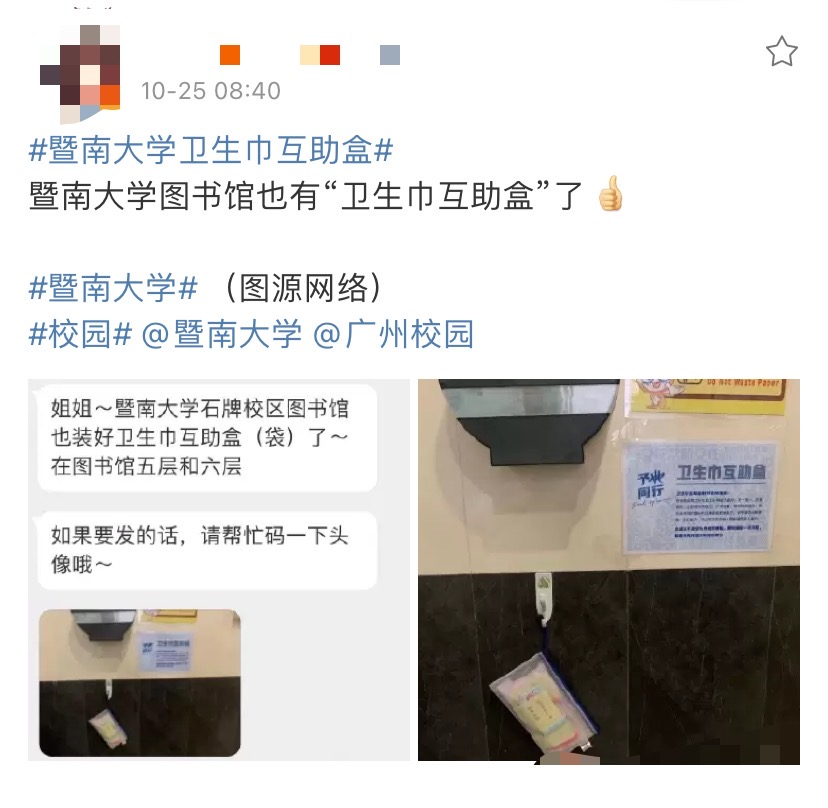 10-25 08:40
#暨南大学卫生巾互助盒#
暨南大学图书馆也有“卫生巾互助盒”了👍
#暨南大学# （图源网络）
#校园# @暨南大学 @广州校园
姐姐～暨南大学石牌校区图书馆
也装好卫生巾互助盒（袋）了～
在图书馆五层和六层
如果要发的话，请帮忙码一下头
像哦～
Do Not Waste Paper
卫生巾互助盒
予业
同行